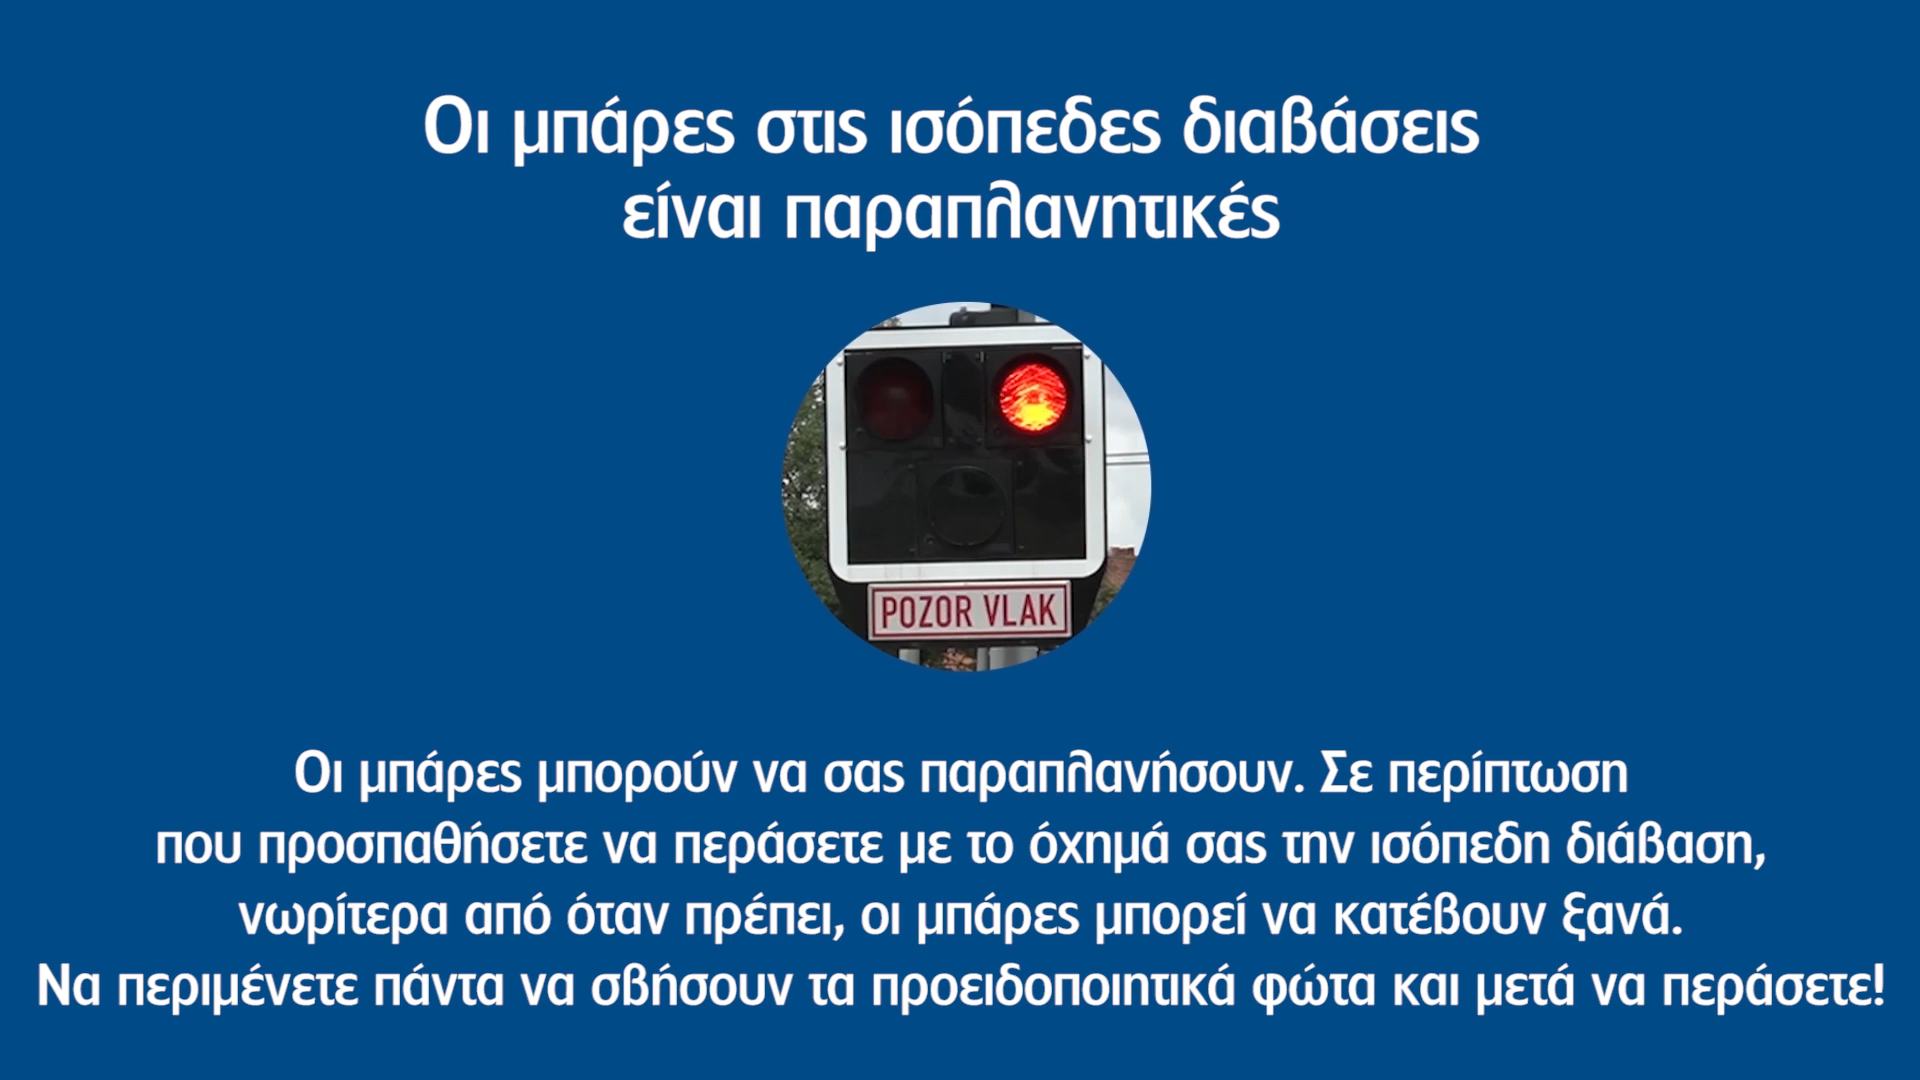 Οι μπάρες στις ισόπεδες διαβάσεις
είναι παραπλανητικές
POZOR VLAK
Οι μπάρες μπορούν να σας παραπλανήσουν. Σε περίπτωση
που προσπαθήσετε να περάσετε με το όχημά σας την ισόπεδη διάβαση,
νωρίτερα από όταν πρέπει, οι μπάρες μπορεί να κατέβουν ξανά.
Να περιμένετε πάντα να σβήσουν τα προειδοποιητικά φώτα και μετά να περάσετε!